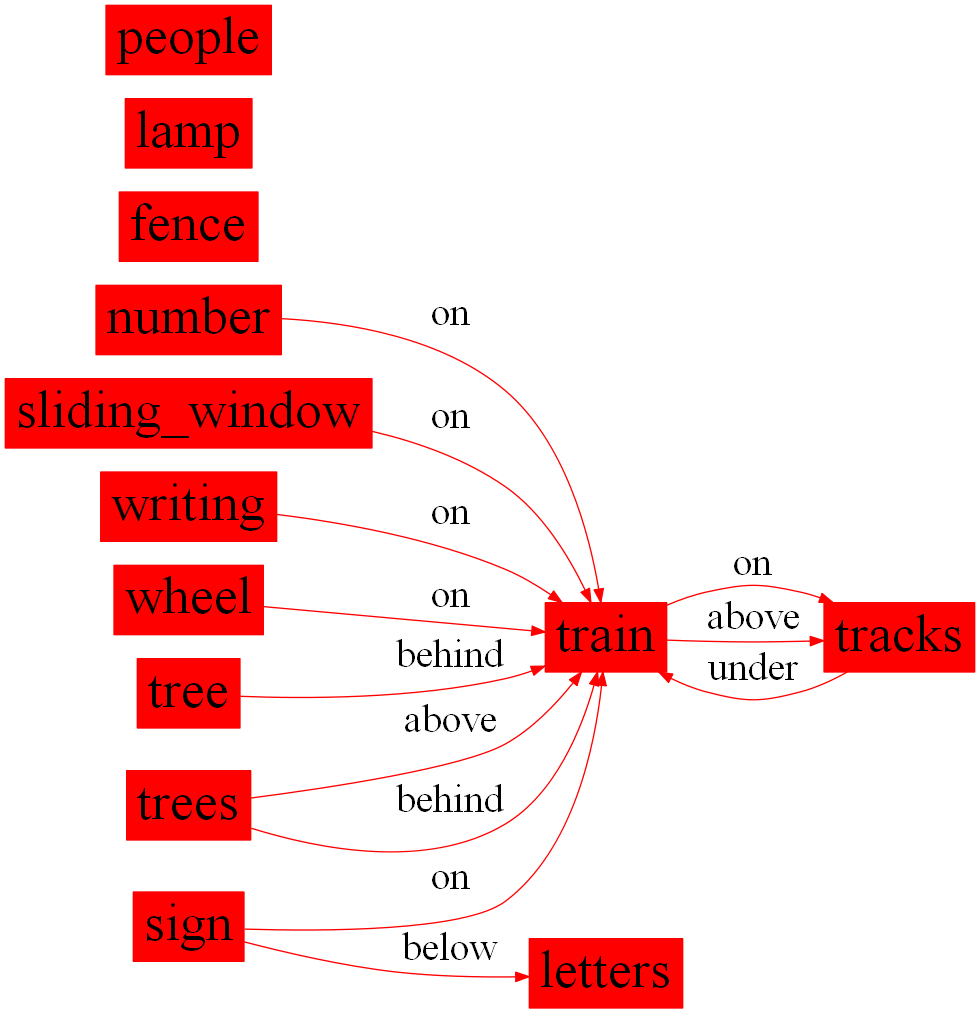 people
lamp
fence
number
on
sliding_window
on
writing
on
wheel
on
tree
behind
trees
above
behind
sign
on
below
train
on
above
under
tracks
letters